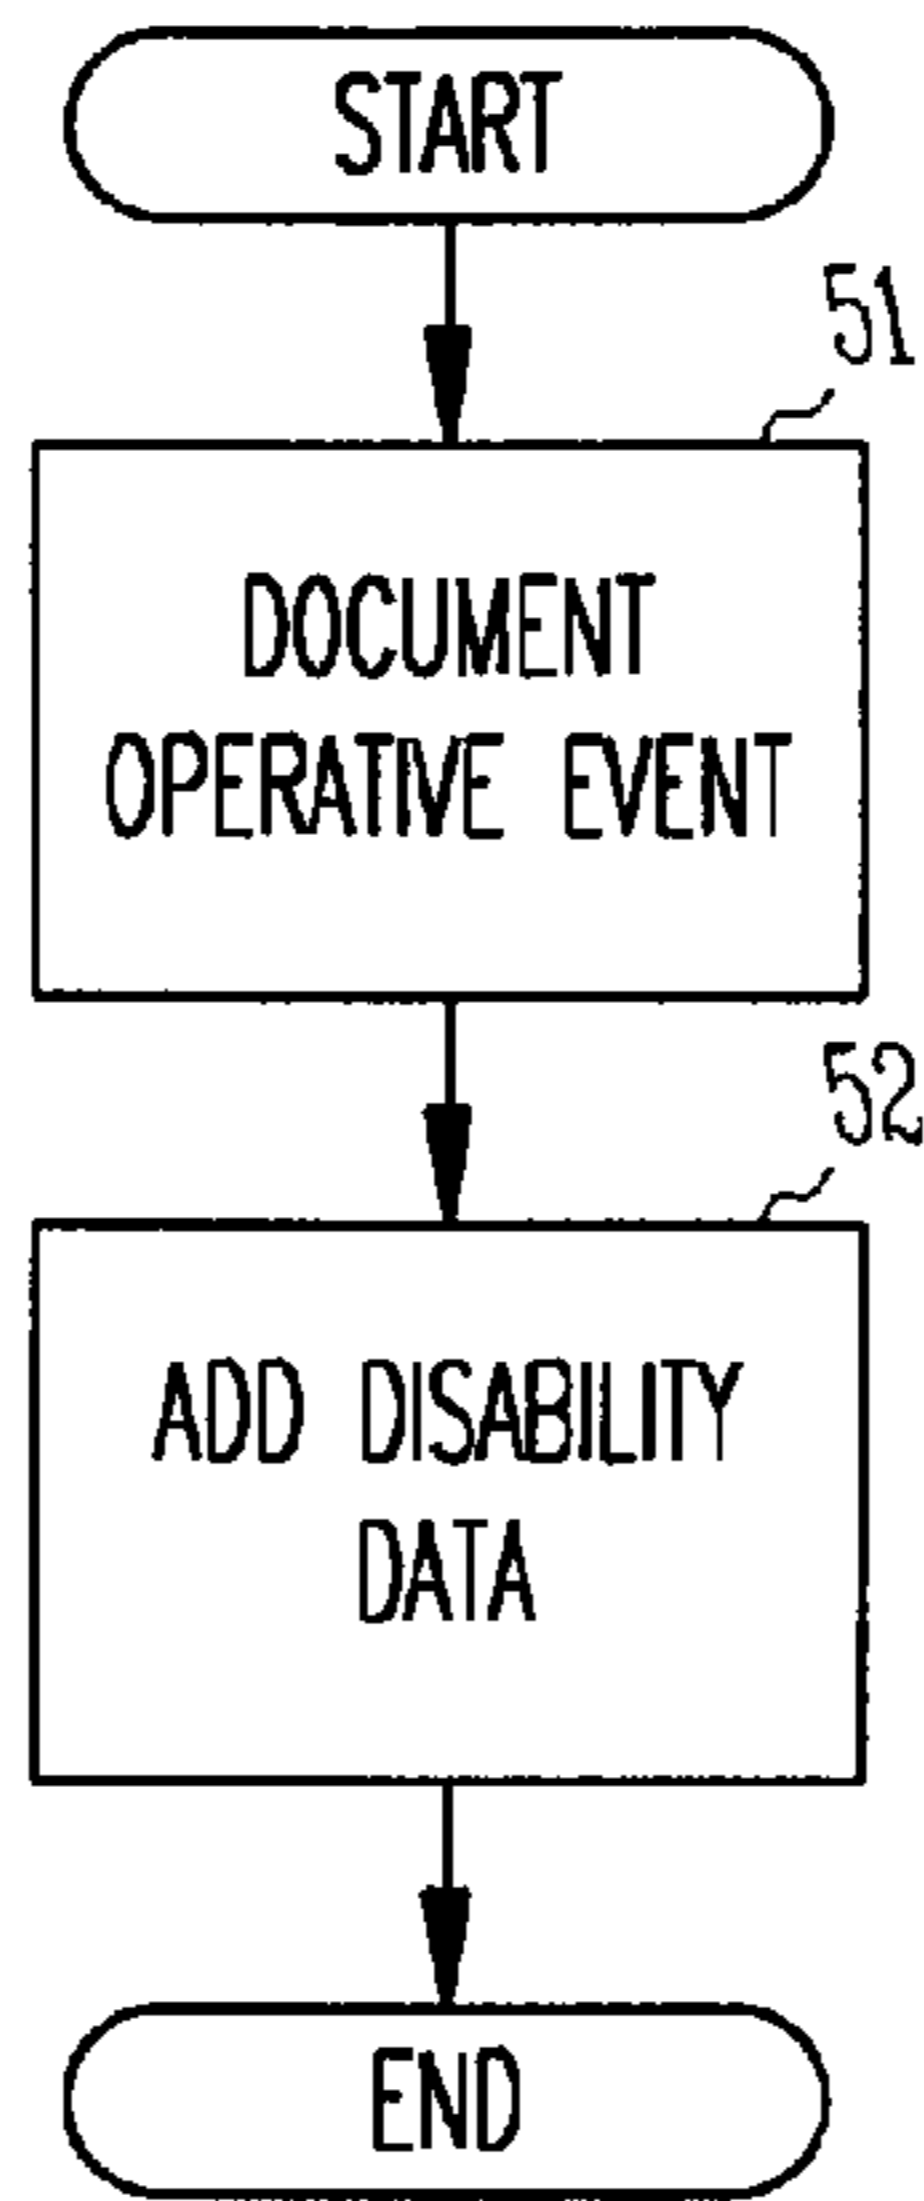 START
51
DOCUMENT
OPERATIVE EVENT
52
ADD DISABILITY
DATA
END